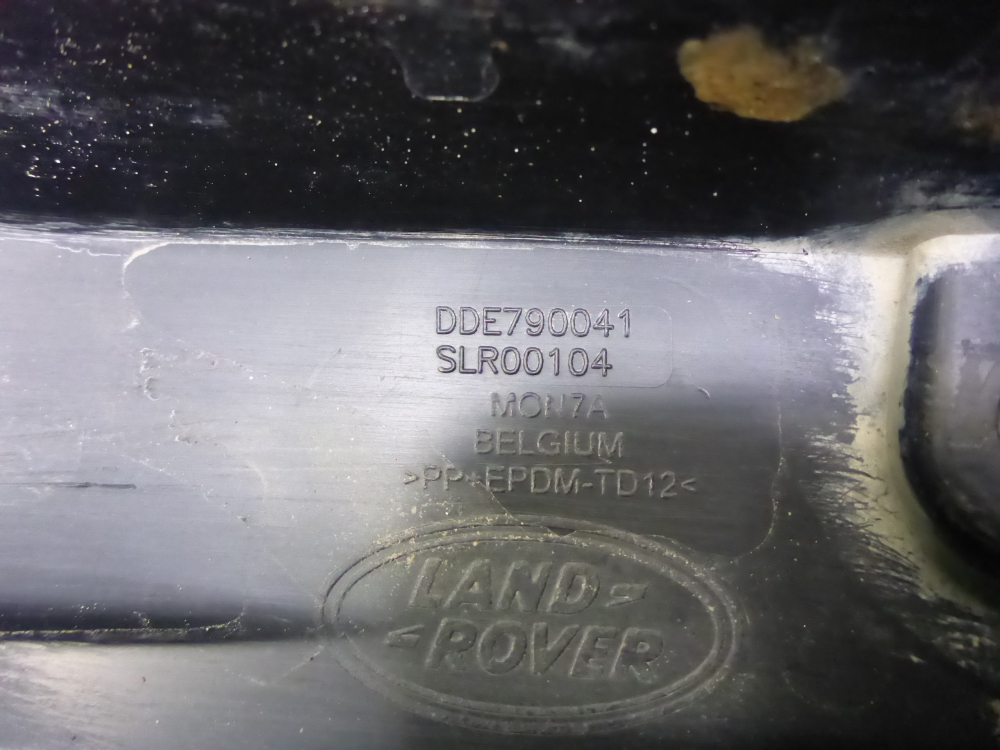 DDE790041
SLR00104
MON7A
BELGIUM
>PP+EPDM-TD12<
LAND
ROVER